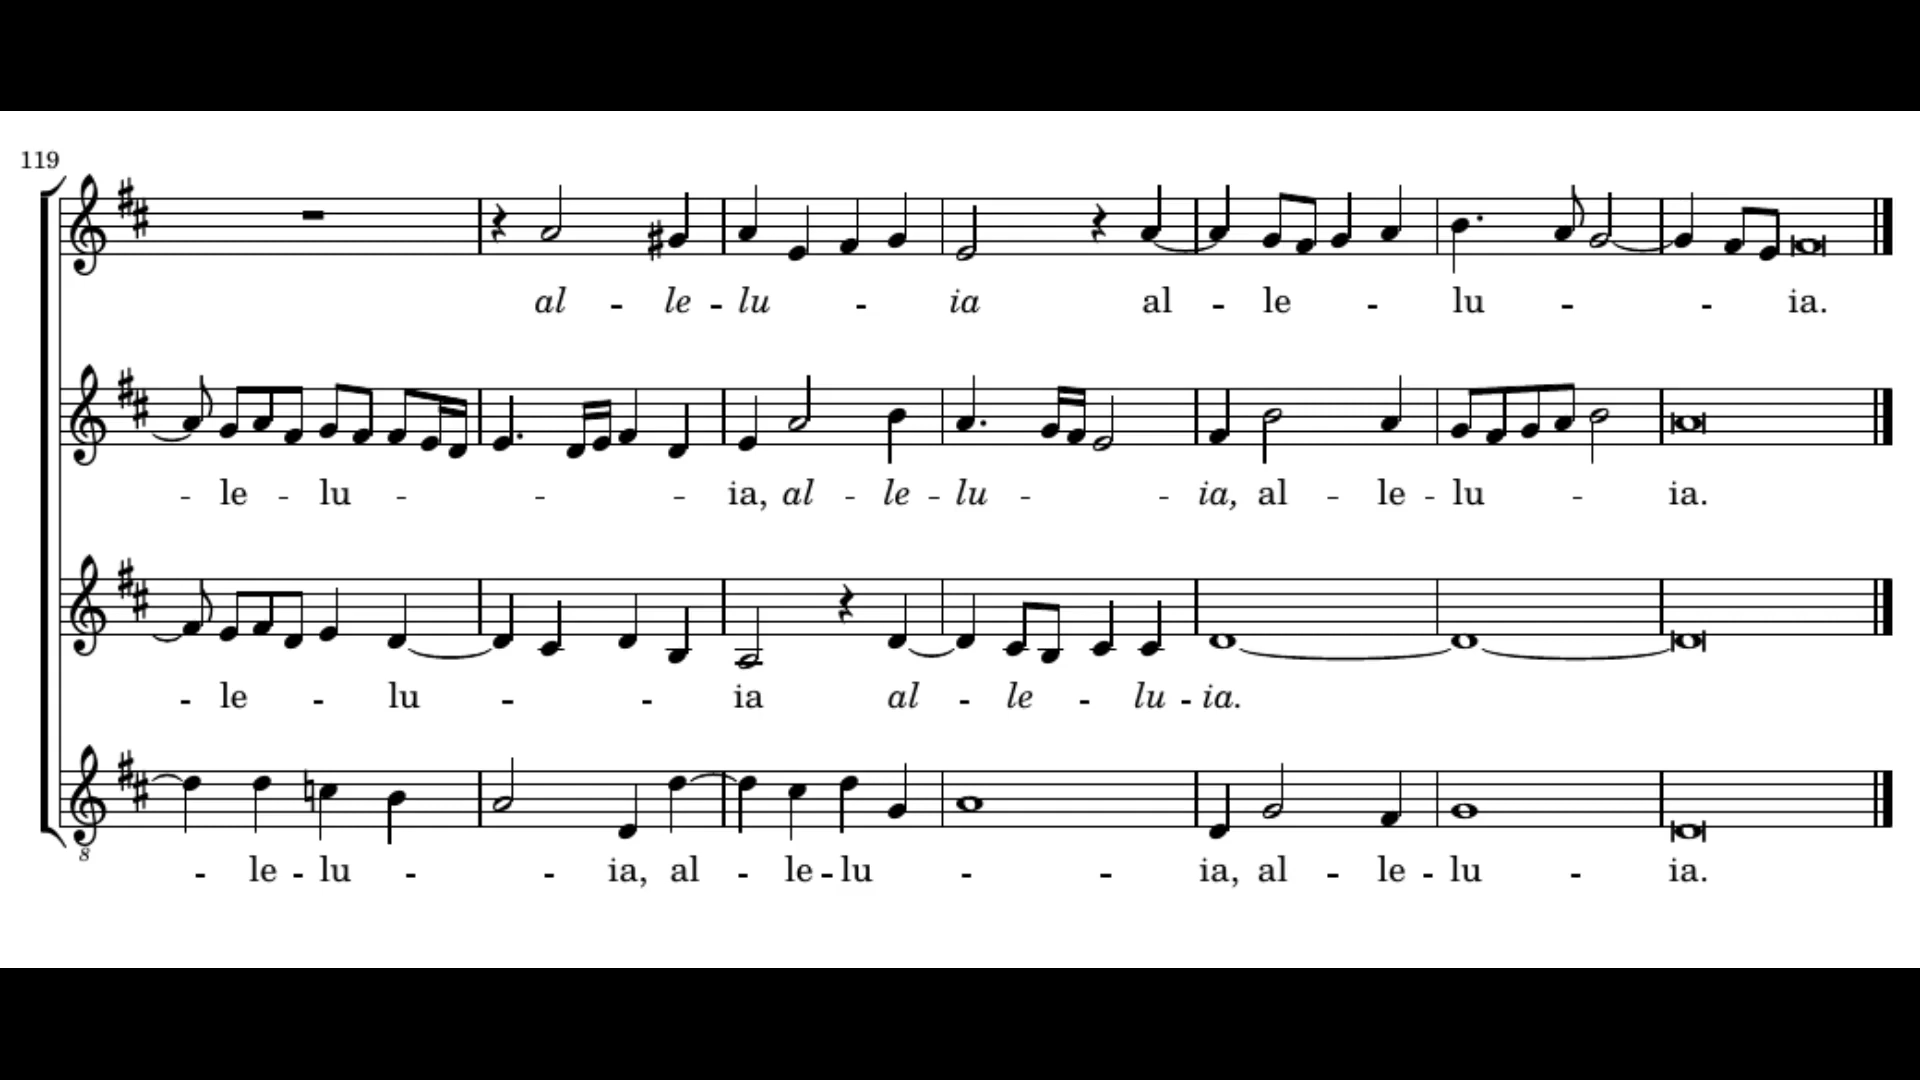 119
al - le - lu - ia al - le - lu - - ia.
- le - lu - - - ia, al - le - lu - - ia, al - le - lu - ia.
- le - lu - - ia al - le - lu - ia.
8
- le - lu - - ia, al - le - lu - - ia, al - le - lu - ia.